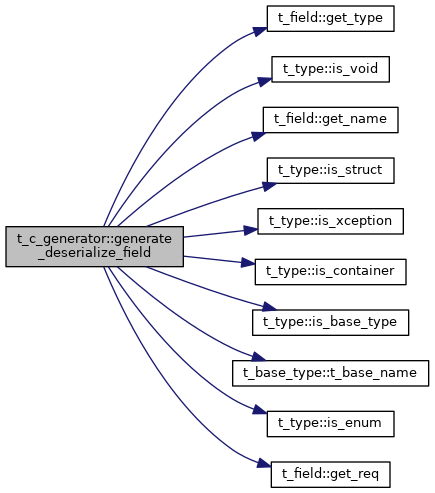 t_field::get_type
t_type::is_void
t_field::get_name
t_type::is_struct
t_type::is_xception
t_c_generator::generate
_deserialize_field
t_type::is_container
t_type::is_base_type
t_base_type::t_base_name
t_type::is_enum
t_field::get_req